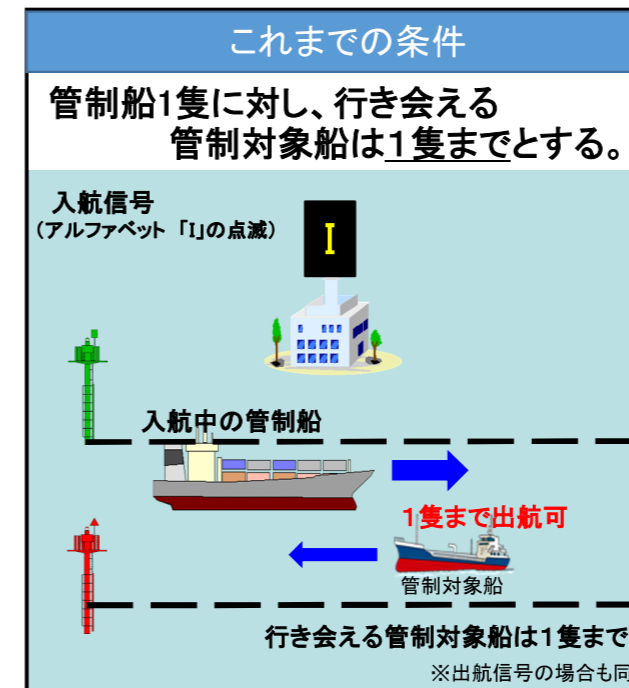 これまでの条件
管制船1隻に対し、行き会える
管制対象船は１隻までとする。
入航信号
(アルファベット 「I」の点滅)
I
入航中の管制船
１隻まで出航可
管制対象船
行き会える管制対象船は１隻まで
※出航信号の場合も同